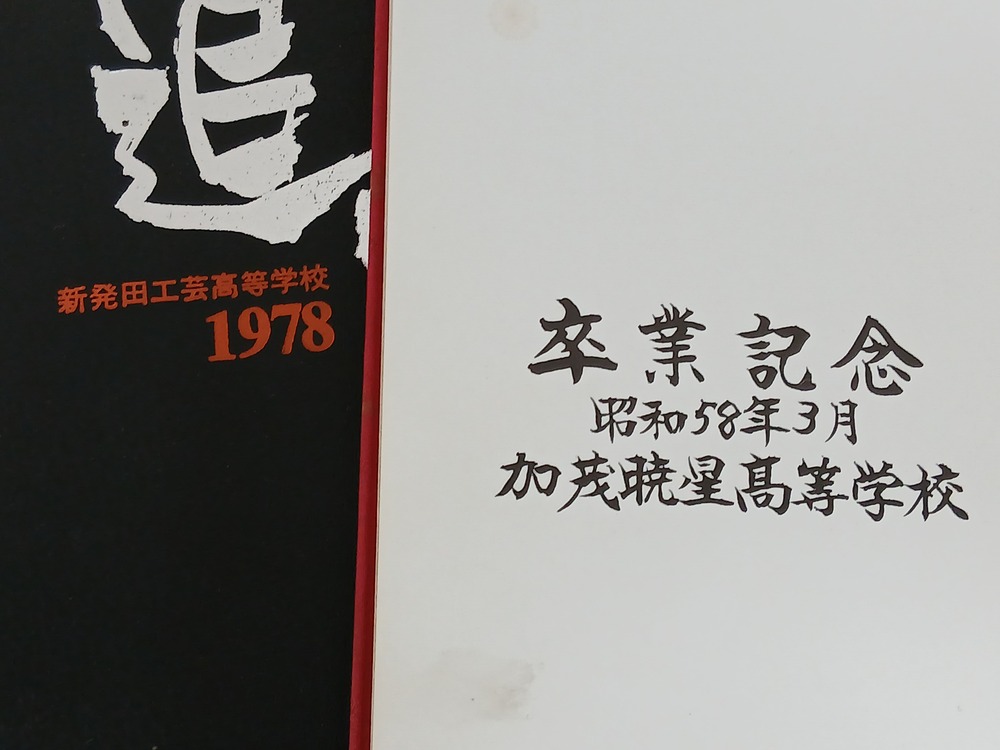 追
新発田工芸高等学校
1978
卒業記念
昭和58年3月
加茂暁星高等学校